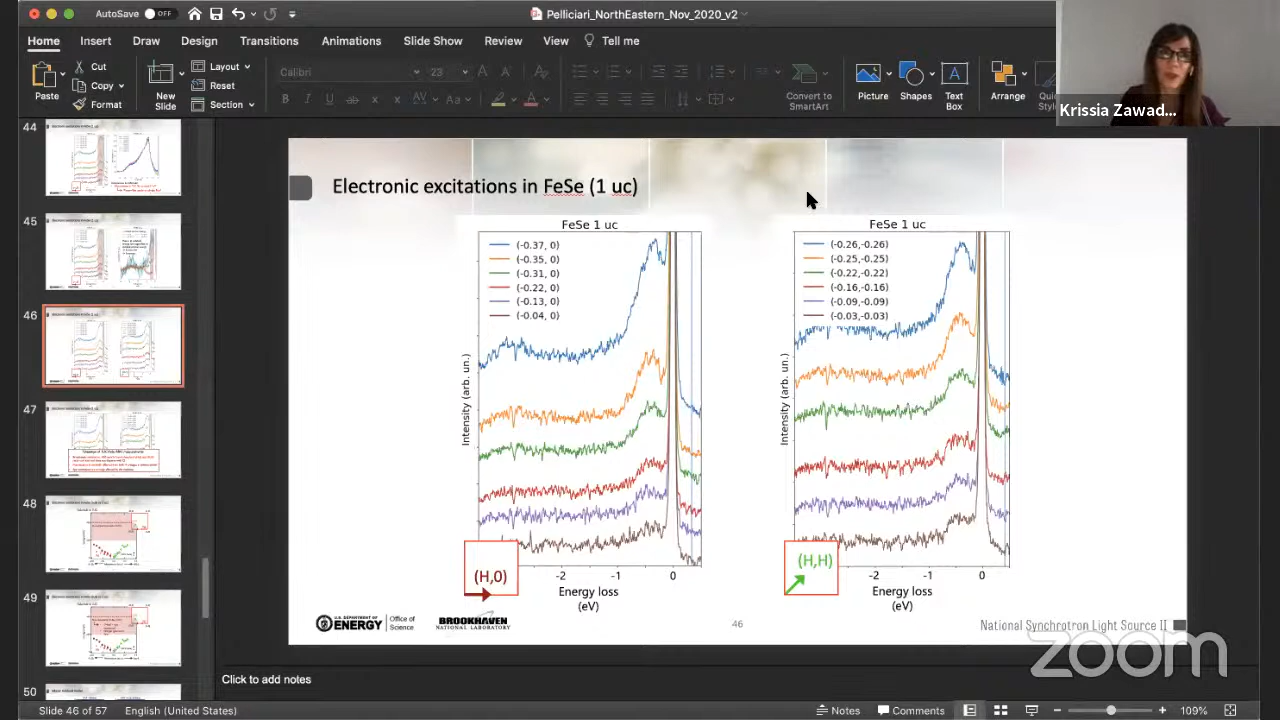 AutoSave OFF
Pelliciari_NorthEastern_Nov_2020_v2
Home Insert Draw Design Transitions Animations Slide Show Review View Tell me
Paste
Cut
Copy
Format
New Slide
Layout
Reset
Section
Calibri
23
Convert to SmartArt
Picture
Shapes
Text Box
Arrange
Krissia Zawad...
44
45
46
47
48
49
50
Electronic excitations in FeSe (1 uc)
FeSe 1 uc
(-0.37, 0)
(-0.35, 0)
(-0.31, 0)
(-0.22, 0)
(-0.13, 0)
(-0.04, 0)
Intensity (arb. un.)
(H,0)
-2 -1 0
Energy loss
(eV)
FeSe 1 uc
(-0.26,-0.26)
(-0.25,-0.25)
(-0.22,-0.22)
(-0.16,-0.16)
(-0.09,-0.09)
(-0.03,-0.03)
Intensity (arb. un.)
(H,H)
-2 -1 0
Energy loss
(eV)
U.S. DEPARTMENT OF
ENERGY
Office of
Science
BROOKHAVEN
NATIONAL LABORATORY
46
National Synchrotron Light Source II
zoom
Click to add notes
Slide 46 of 57
English (United States)
Notes
Comments
109%